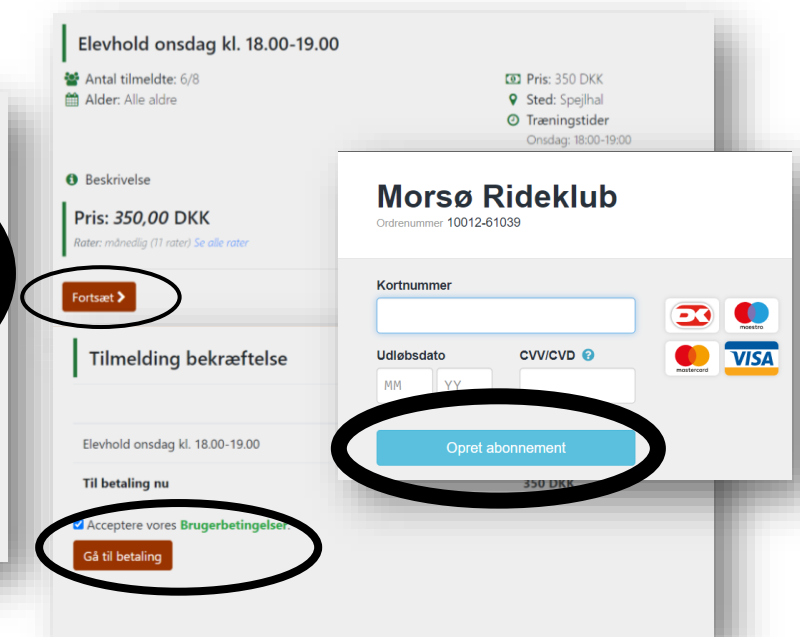 Elevhold onsdag kl. 18.00-19.00
Antal tilmeldte: 6/8
Alder: Alle aldre
Pris: 350 DKK
Sted: Spejlhal
Træningstider
Onsdag: 18:00-19:00
Beskrivelse
Pris: 350,00 DKK
Rater: månedlig (11 rater) Se alle rater
Fortsæt
Tilmelding bekræftelse
Elevhold onsdag kl. 18.00-19.00
Til betaling nu
350 DKK
Acceptere vores Brugerbetingelser.
Gå til betaling
Morsø Rideklub
Ordrenummer 10012-61039
Kortnummer
Udløbsdato
CVV/CVD ?
MM YY
Opret abonnement
DK
maestro
mastercard
VISA